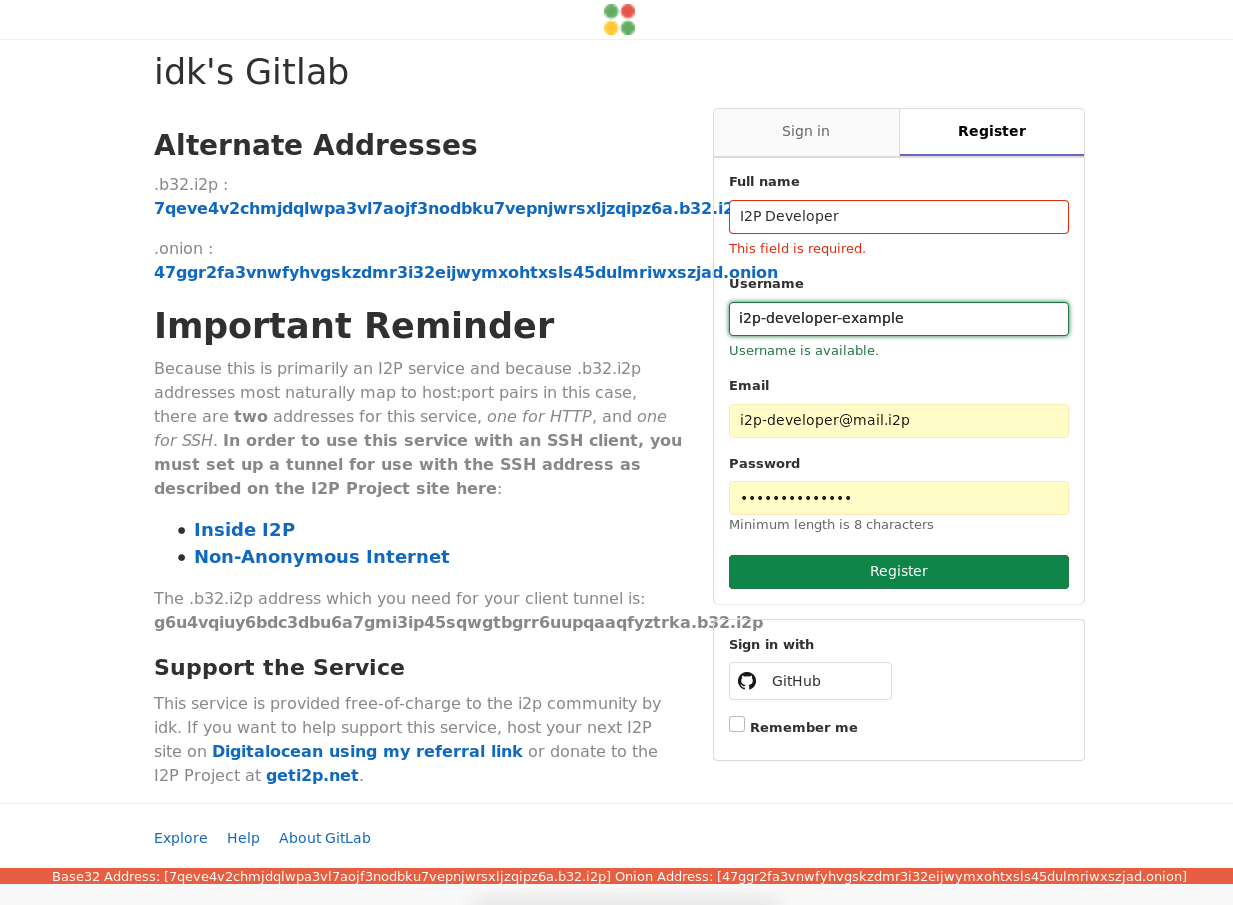 idk's Gitlab
Alternate Addresses
.b32.i2p :
7qeve4v2chmjdqlwpa3vl7aojf3nodbku7vepnjwrsxljzqipz6a.b32.i2
.onion :
47ggr2fa3vnwfyhvgskzdmr3i32eijwymxohtxsls45dulmriwxszjad.onion
Important Reminder
Because this is primarily an I2P service and because .b32.i2p
addresses most naturally map to host:port pairs in this case,
there are two addresses for this service, one for HTTP, and one
for SSH. In order to use this service with an SSH client, you
must set up a tunnel for use with the SSH address as
described on the I2P Project site here:
• Inside I2P
• Non-Anonymous Internet
The .b32.i2p address which you need for your client tunnel is:
g6u4vqiuy6bdc3dbu6a7gmi3ip45sqwgtbgrr6uupqaaqfyztrka.b32.i2p
Support the Service
This service is provided free-of-charge to the i2p community by
idk. If you want to help support this service, host your next I2P
site on Digitalocean using my referral link or donate to the
I2P Project at geti2p.net.
Sign in
Register
Full name
I2P Developer
This field is required.
Username
i2p-developer-example
Username is available.
Email
i2p-developer@mail.i2p
Password
••••••••••••••
Minimum length is 8 characters
Register
Sign in with
GitHub
Remember me
Explore Help About GitLab
Base32 Address: [7qeve4v2chmjdqlwpa3vl7aojf3nodbku7vepnjwrsxljzqipz6a.b32.i2p] Onion Address: [47ggr2fa3vnwfyhvgskzdmr3i32eijwymxohtxsls45dulmriwxszjad.onion]